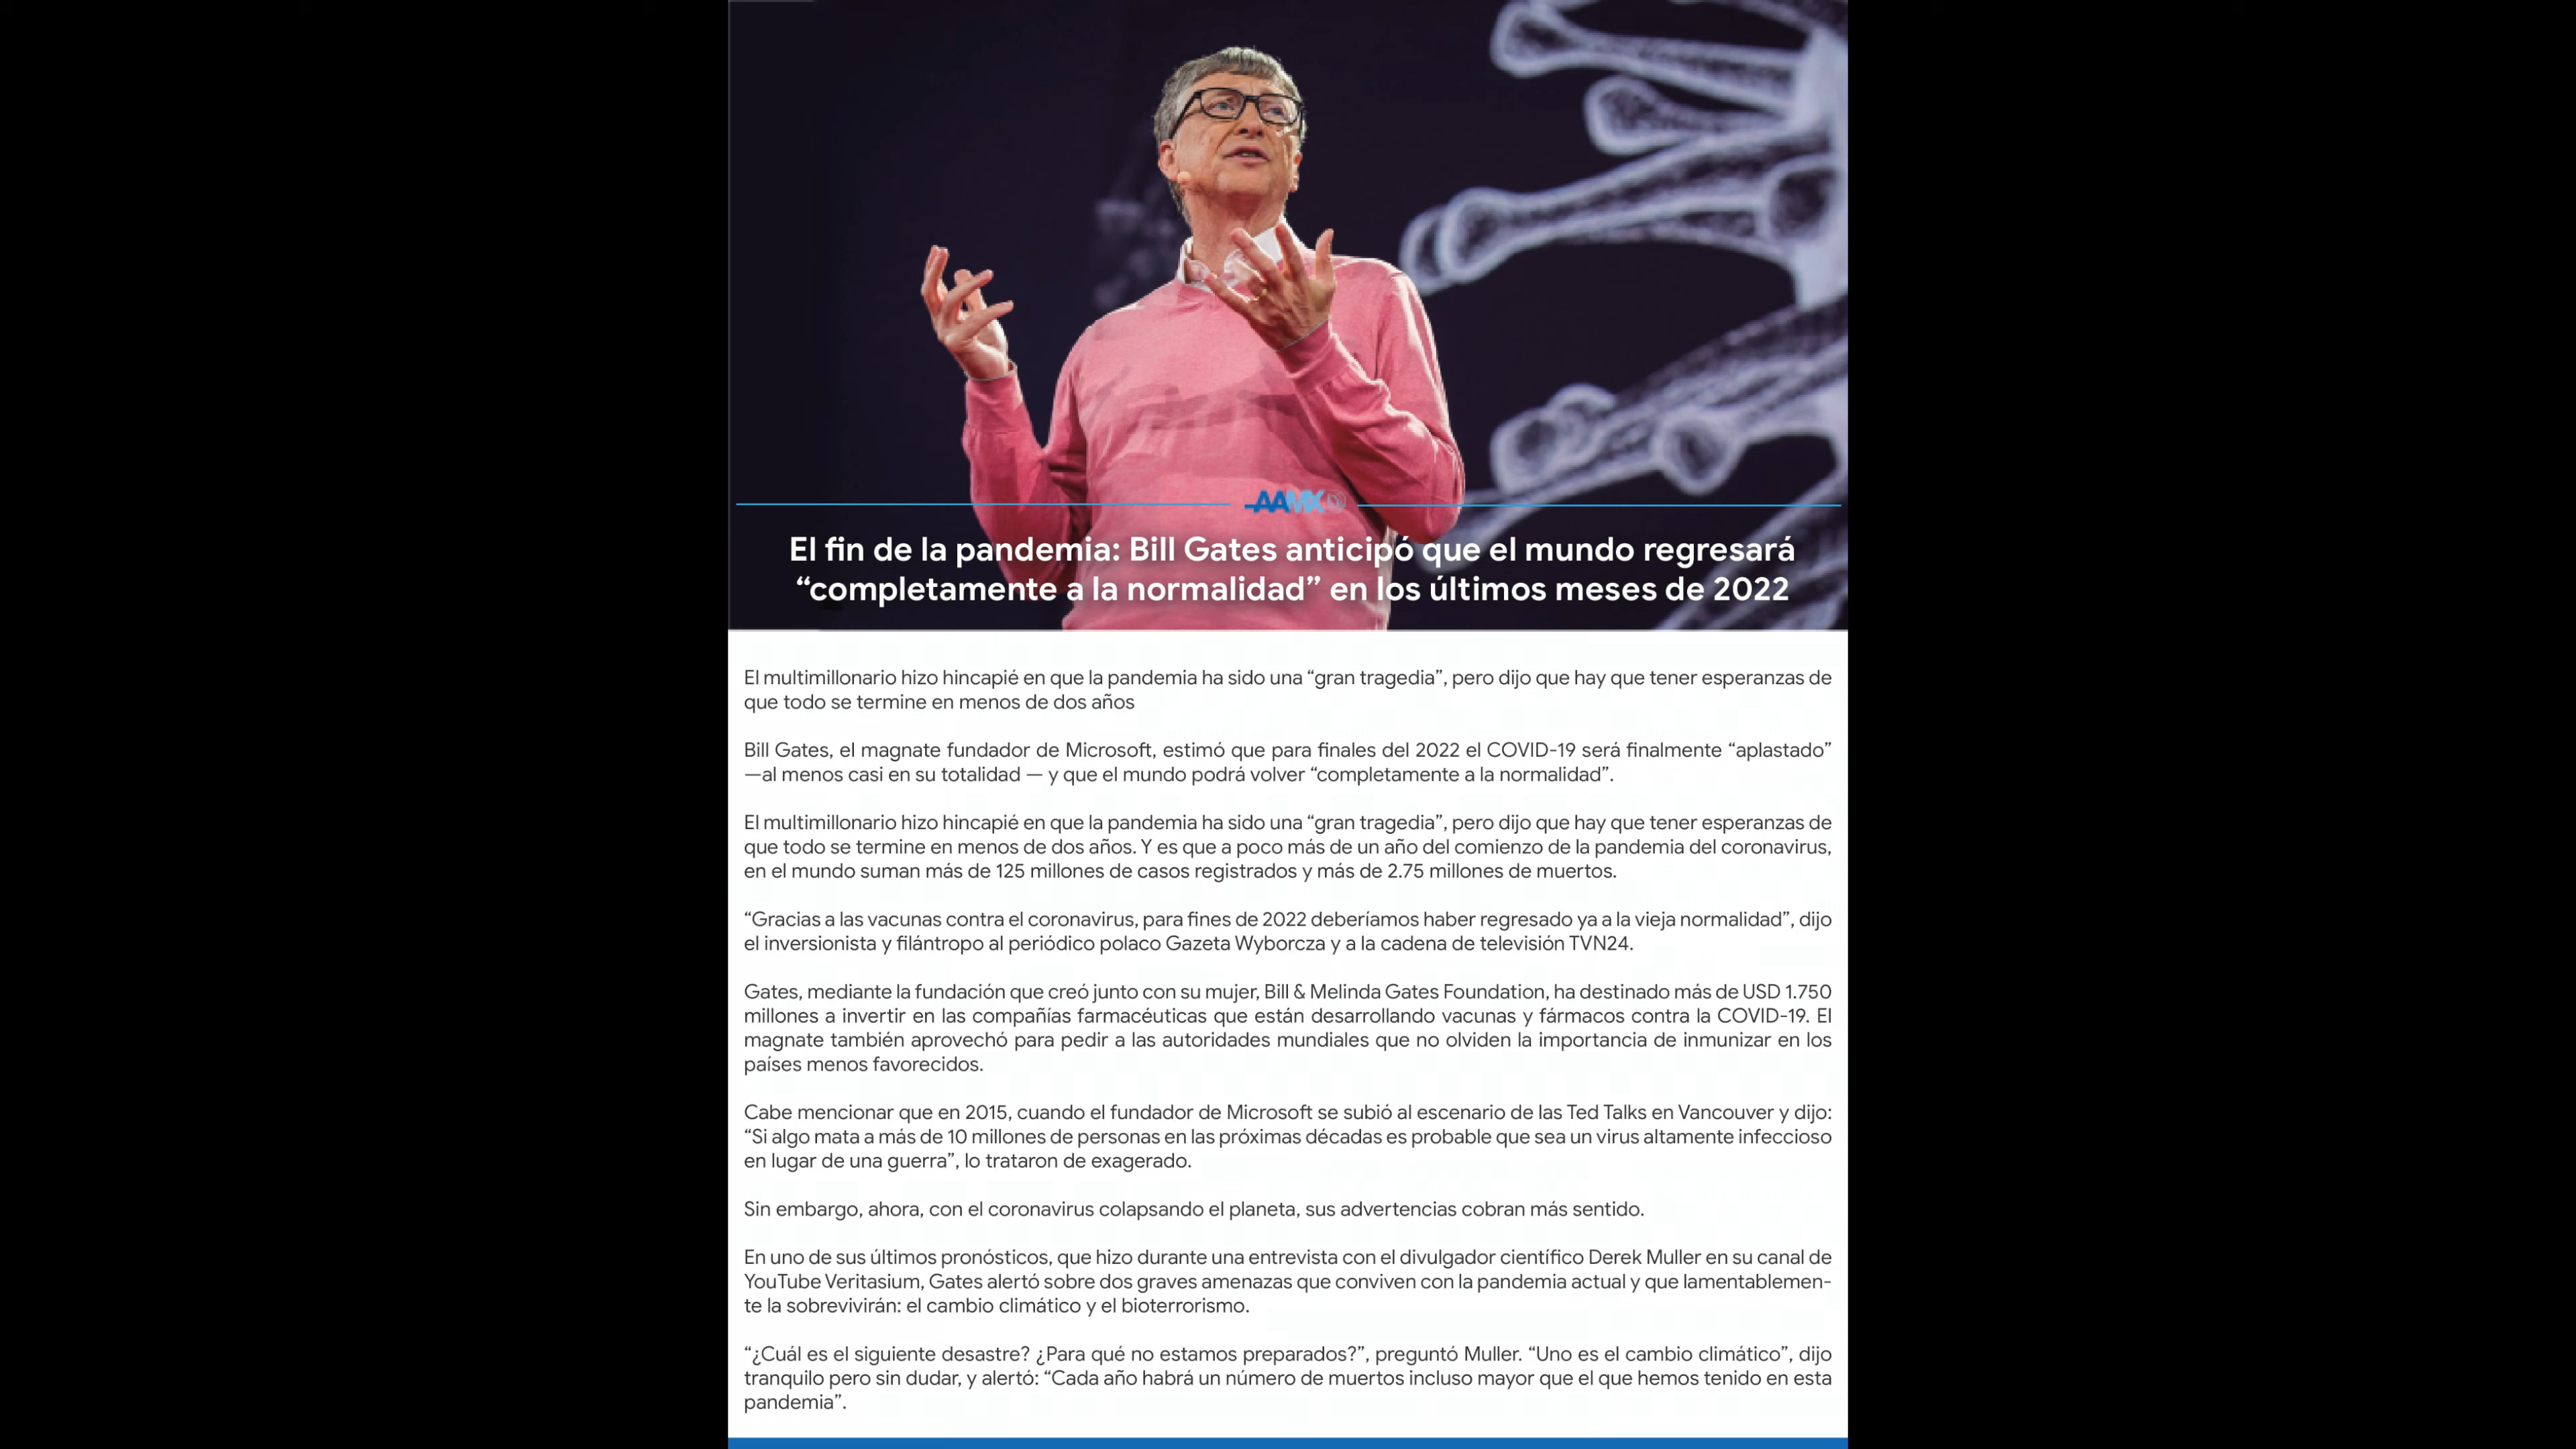 AAMX
El fin de la pandemia: Bill Gates anticipó que el mundo regresará
“completamente a la normalidad” en los últimos meses de 2022
El multimillonario hizo hincapié en que la pandemia ha sido una “gran tragedia”, pero dijo que hay que tener esperanzas de
que todo se termine en menos de dos años
Bill Gates, el magnate fundador de Microsoft, estimó que para finales del 2022 el COVID-19 será finalmente “aplastado”
—al menos casi en su totalidad — y que el mundo podrá volver “completamente a la normalidad”.
El multimillonario hizo hincapié en que la pandemia ha sido una “gran tragedia”, pero dijo que hay que tener esperanzas de
que todo se termine en menos de dos años. Y es que a poco más de un año del comienzo de la pandemia del coronavirus,
en el mundo suman más de 125 millones de casos registrados y más de 2.75 millones de muertos.
“Gracias a las vacunas contra el coronavirus, para fines de 2022 deberíamos haber regresado ya a la vieja normalidad”, dijo
el inversionista y filántropo al periódico polaco Gazeta Wyborcza y a la cadena de televisión TVN24.
Gates, mediante la fundación que creó junto con su mujer, Bill & Melinda Gates Foundation, ha destinado más de USD 1.750
millones a invertir en las compañías farmacéuticas que están desarrollando vacunas y fármacos contra la COVID-19. El
magnate también aprovechó para pedir a las autoridades mundiales que no olviden la importancia de inmunizar en los
países menos favorecidos.
Cabe mencionar que en 2015, cuando el fundador de Microsoft se subió al escenario de las Ted Talks en Vancouver y dijo:
“Si algo mata a más de 10 millones de personas en las próximas décadas es probable que sea un virus altamente infeccioso
en lugar de una guerra”, lo trataron de exagerado.
Sin embargo, ahora, con el coronavirus colapsando el planeta, sus advertencias cobran más sentido.
En uno de sus últimos pronósticos, que hizo durante una entrevista con el divulgador científico Derek Muller en su canal de
YouTube Veritasium, Gates alertó sobre dos graves amenazas que conviven con la pandemia actual y que lamentablemen-
te la sobrevivirán: el cambio climático y el bioterrorismo.
“¿Cuál es el siguiente desastre? ¿Para qué no estamos preparados?”, preguntó Muller. “Uno es el cambio climático”, dijo
tranquilo pero sin dudar, y alertó: “Cada año habrá un número de muertos incluso mayor que el que hemos tenido en esta
pandemia”.